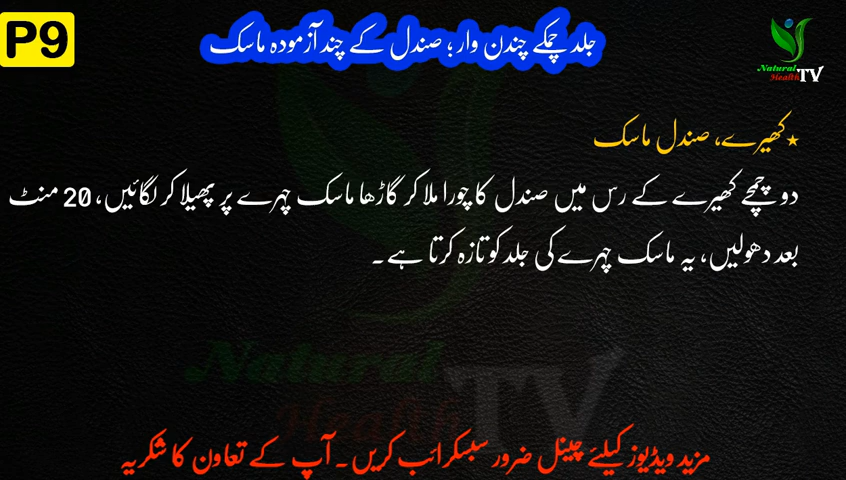 P9
جلد چمکے چندن وار؛ صندل کے چند آزمودہ ماسک
Natural
Health TV
٭کھیرے، صندل ماسک
دو چمچے کھیرے کے رس میں صندل کا چورا ملا کر گاڑھا ماسک چہرے پر پھیلا کر لگائیں، 20 منٹ
بعد دھولیں، یہ ماسک چہرے کی جلد کو تازہ کرتا ہے۔
Natural
Health TV
مزید ویڈیوز کیلئے چینل ضرور سبسکرائب کریں۔ آپ کے تعاون کا شکریہ